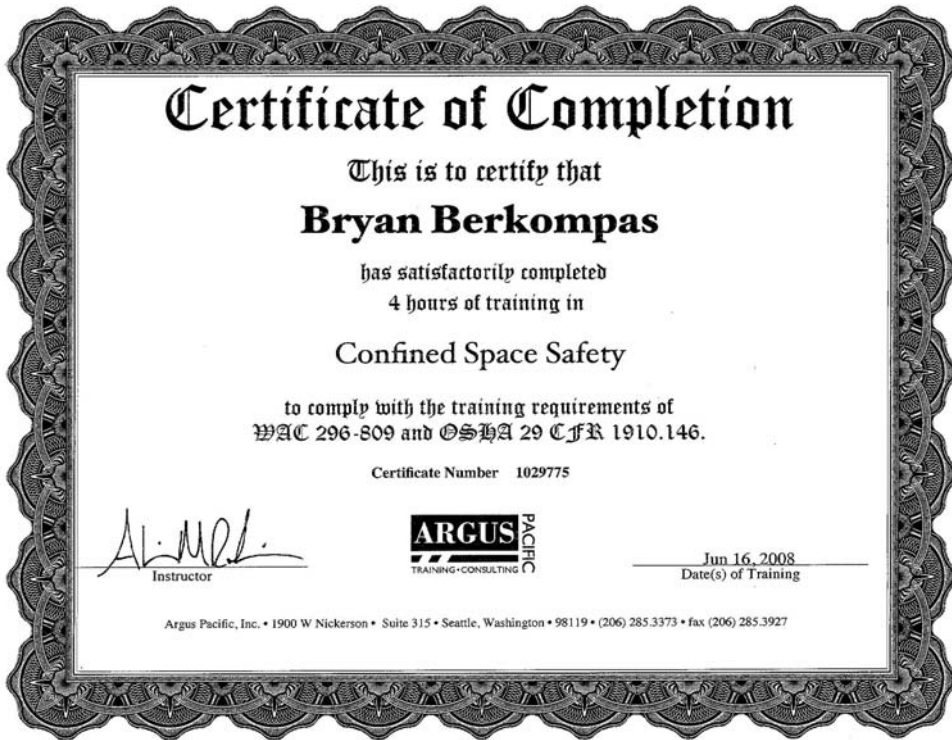 Certificate of Completion
This is to certify that
Bryan Berkompas
has satisfactorily completed
4 hours of training in
Confined Space Safety
to comply with the training requirements of
WAC 296-809 and OSHA 29 CFR 1910.146.
Certificate Number 1029775
ARGUS PACIFIC
TRAINING•CONSULTING
Instructor
Jun 16, 2008
Date(s) of Training
Argus Pacific, Inc. • 1900 W Nickerson • Suite 315 • Seattle, Washington • 98119 • (206) 285.3373 • fax (206) 285.3927